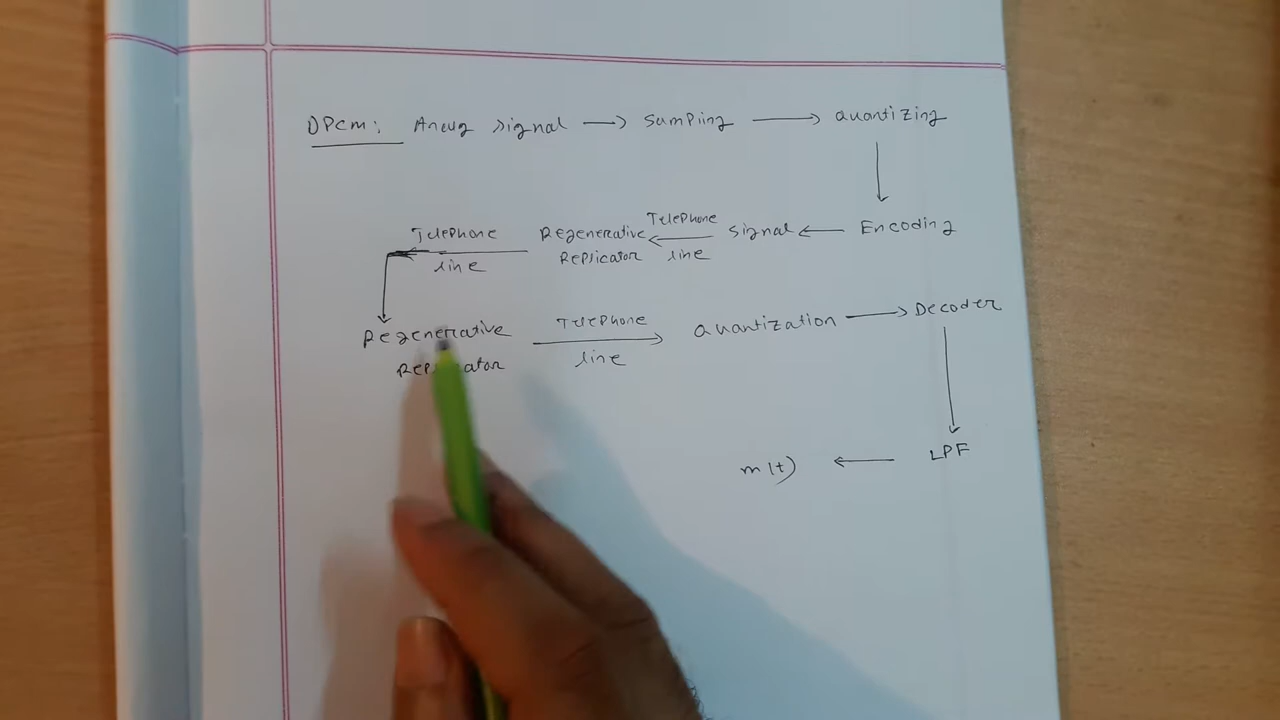 DPCM: Analog signal → sampling → quantizing
Telephone
Telephone Regenerative signal ← Encoding
line Replicator line
Regenerative Telephone quantization → Decoder
Replicator line
m(t) ← LPF